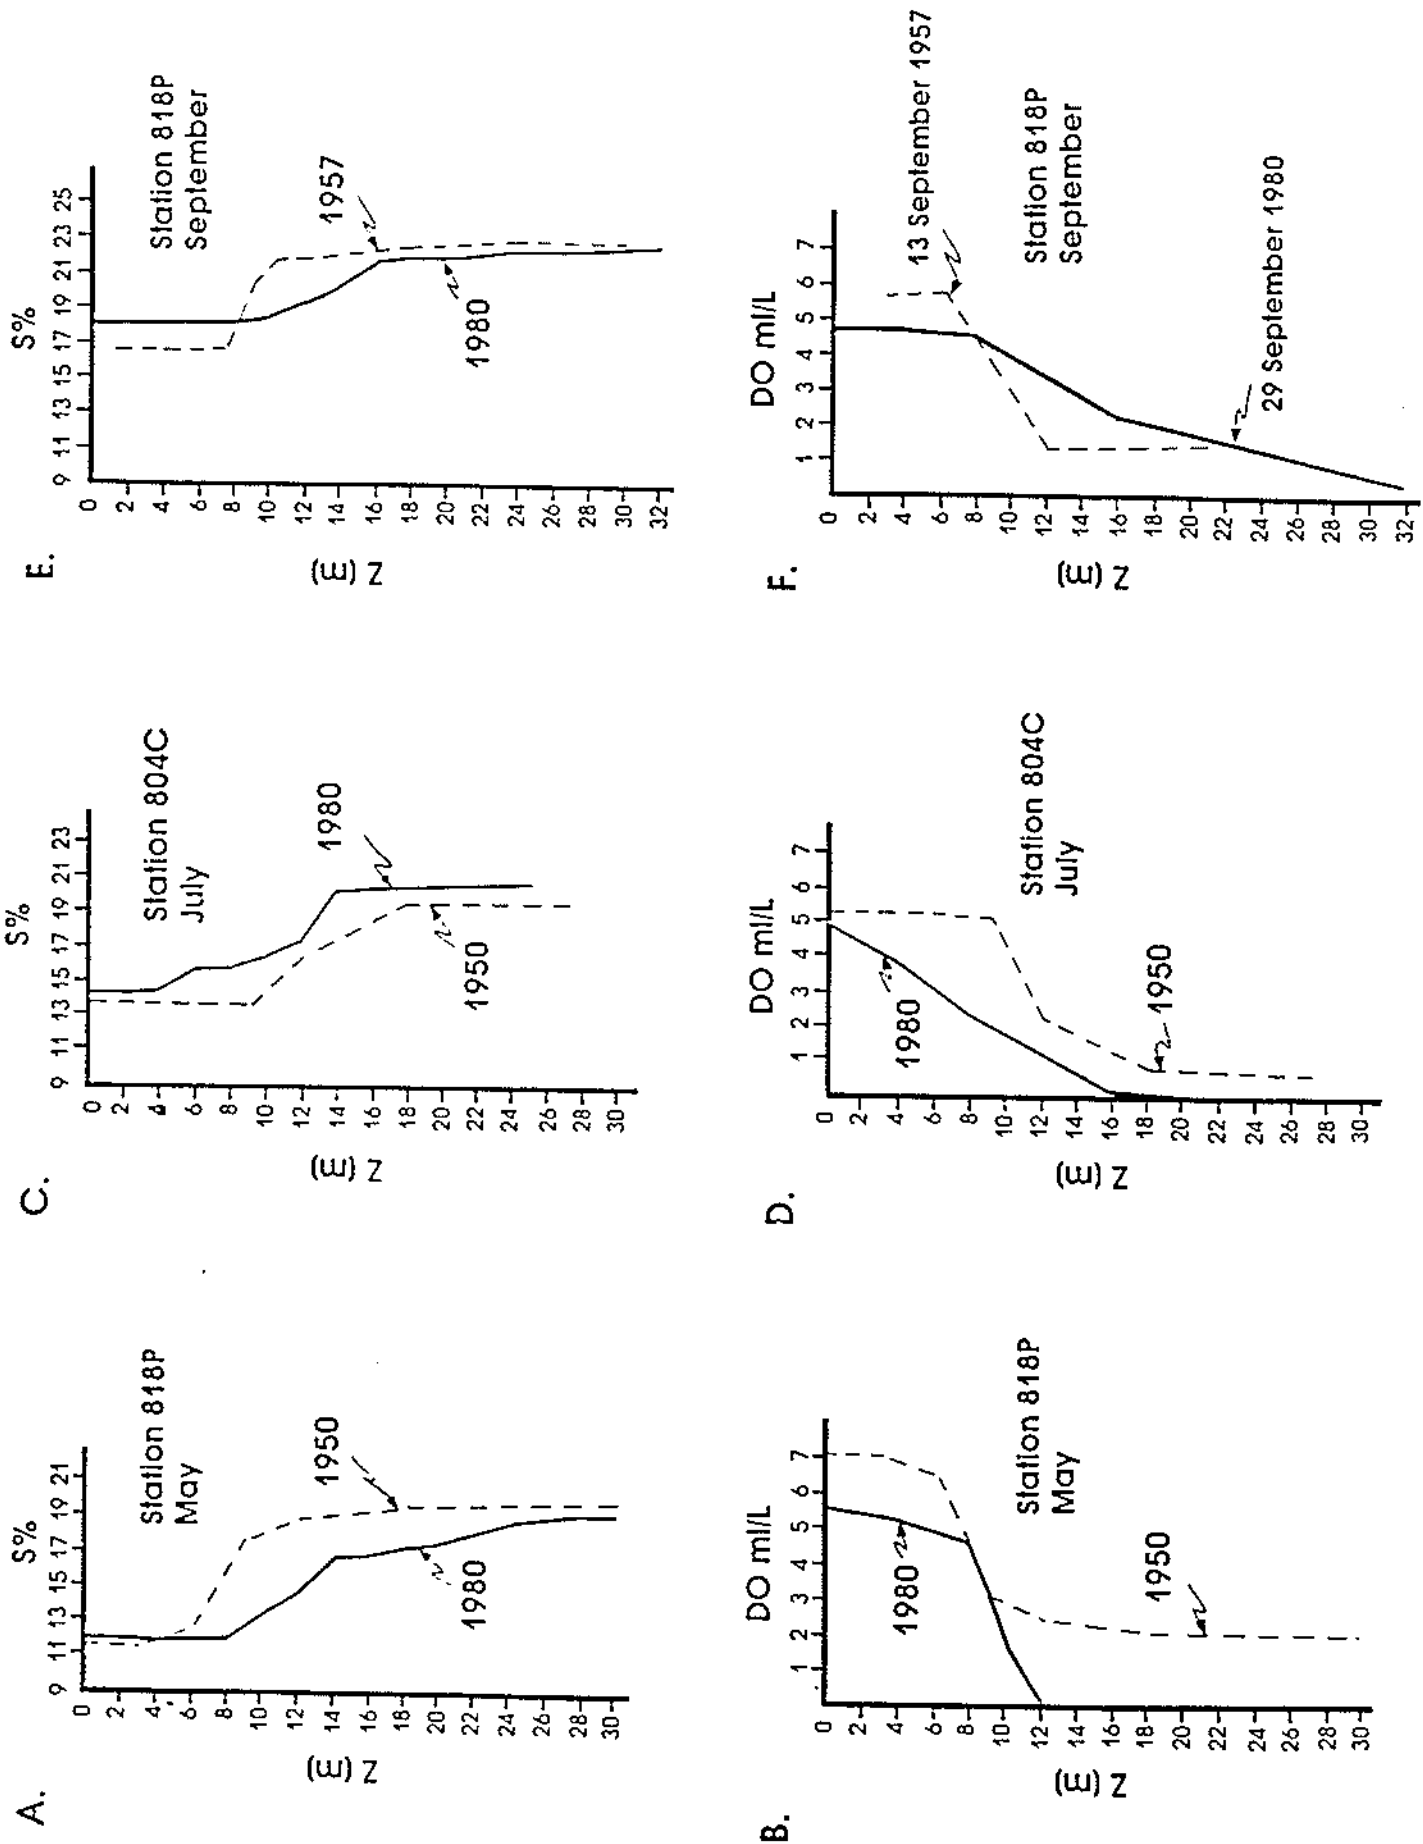 A.
S%
9 11 13 15 17 19 21
Z (m)
0
2
4
6
8
10
12
14
16
18
20
22
24
26
28
30
Station 818P
May
1950
1980
C.
S%
9 11 13 15 17 19 21 23
Z (m)
0
2
4
6
8
10
12
14
16
18
20
22
24
26
28
30
Station 804C
July
1980
1950
E.
S%
9 11 13 15 17 19 21 23 25
Z (m)
0
2
4
6
8
10
12
14
16
18
20
22
24
26
28
30
32
Station 818P
September
1957
1980
B.
DO ml/L
1 2 3 4 5 6 7
Z (m)
0
2
4
6
8
10
12
14
16
18
20
22
24
26
28
30
1980
Station 818P
May
1950
D.
DO ml/L
1 2 3 4 5 6 7
Z (m)
0
2
4
6
8
10
12
14
16
18
20
22
24
26
28
30
1980
Station 804C
July
1950
F.
DO ml/L
1 2 3 4 5 6 7
Z (m)
0
2
4
6
8
10
12
14
16
18
20
22
24
26
28
30
32
13 September 1957
Station 818P
September
29 September 1980